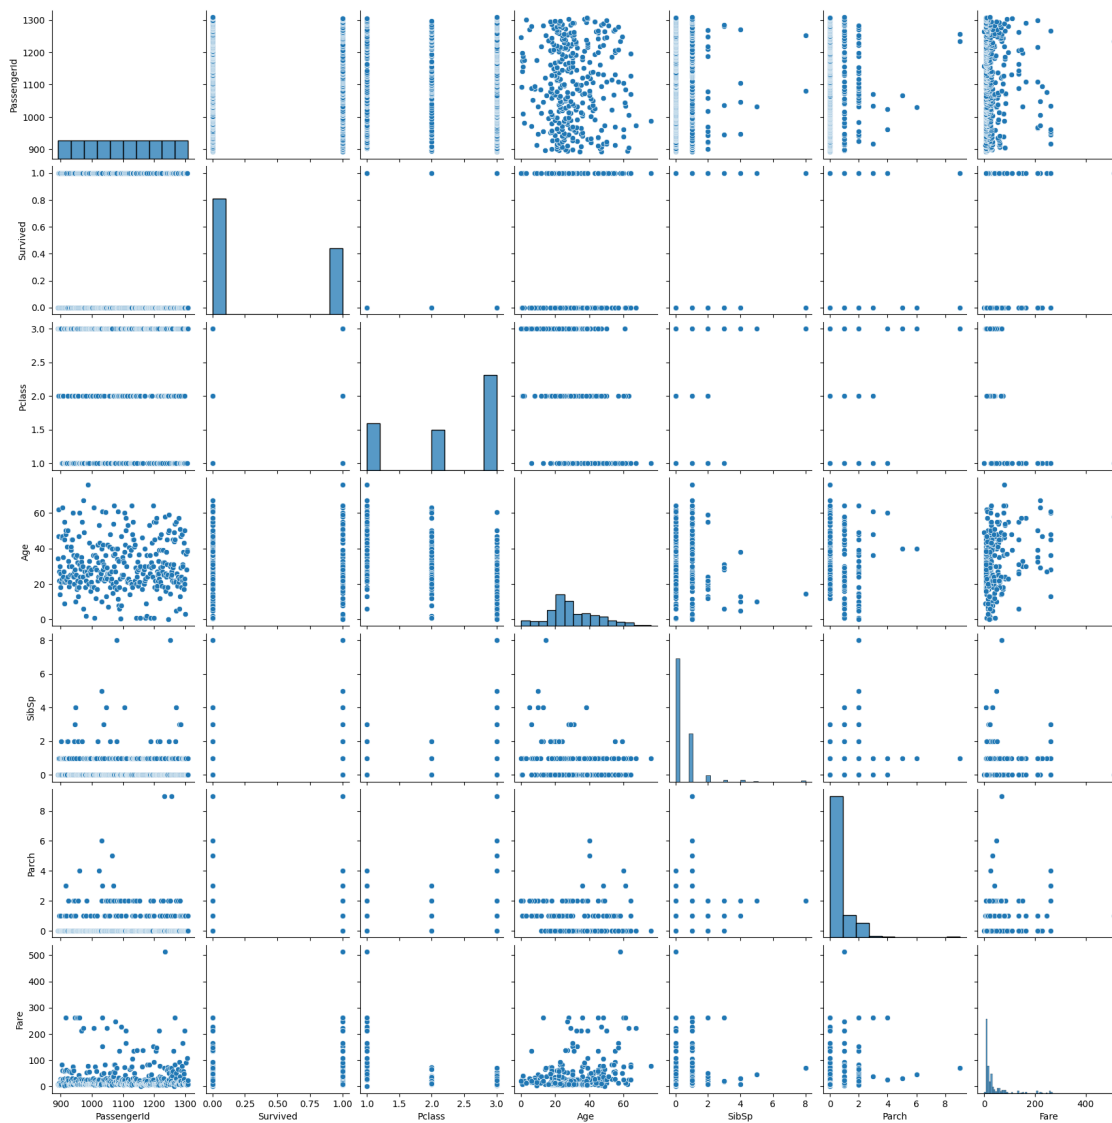 1300
1200
1100
1000
900
PassengerId
1.0
0.8
0.6
0.4
0.2
0.0
Survived
3.0
2.5
2.0
1.5
1.0
Pclass
60
40
20
0
Age
8
6
4
2
0
SibSp
8
6
4
2
0
Parch
500
400
300
200
100
0
Fare
900 1000 1100 1200 1300
0.00 0.25 0.50 0.75 1.00
1.0 1.5 2.0 2.5 3.0
0 20 40 60
0 2 4 6 8
0 2 4 6 8
0 200 400
PassengerId
Survived
Pclass
Age
SibSp
Parch
Fare